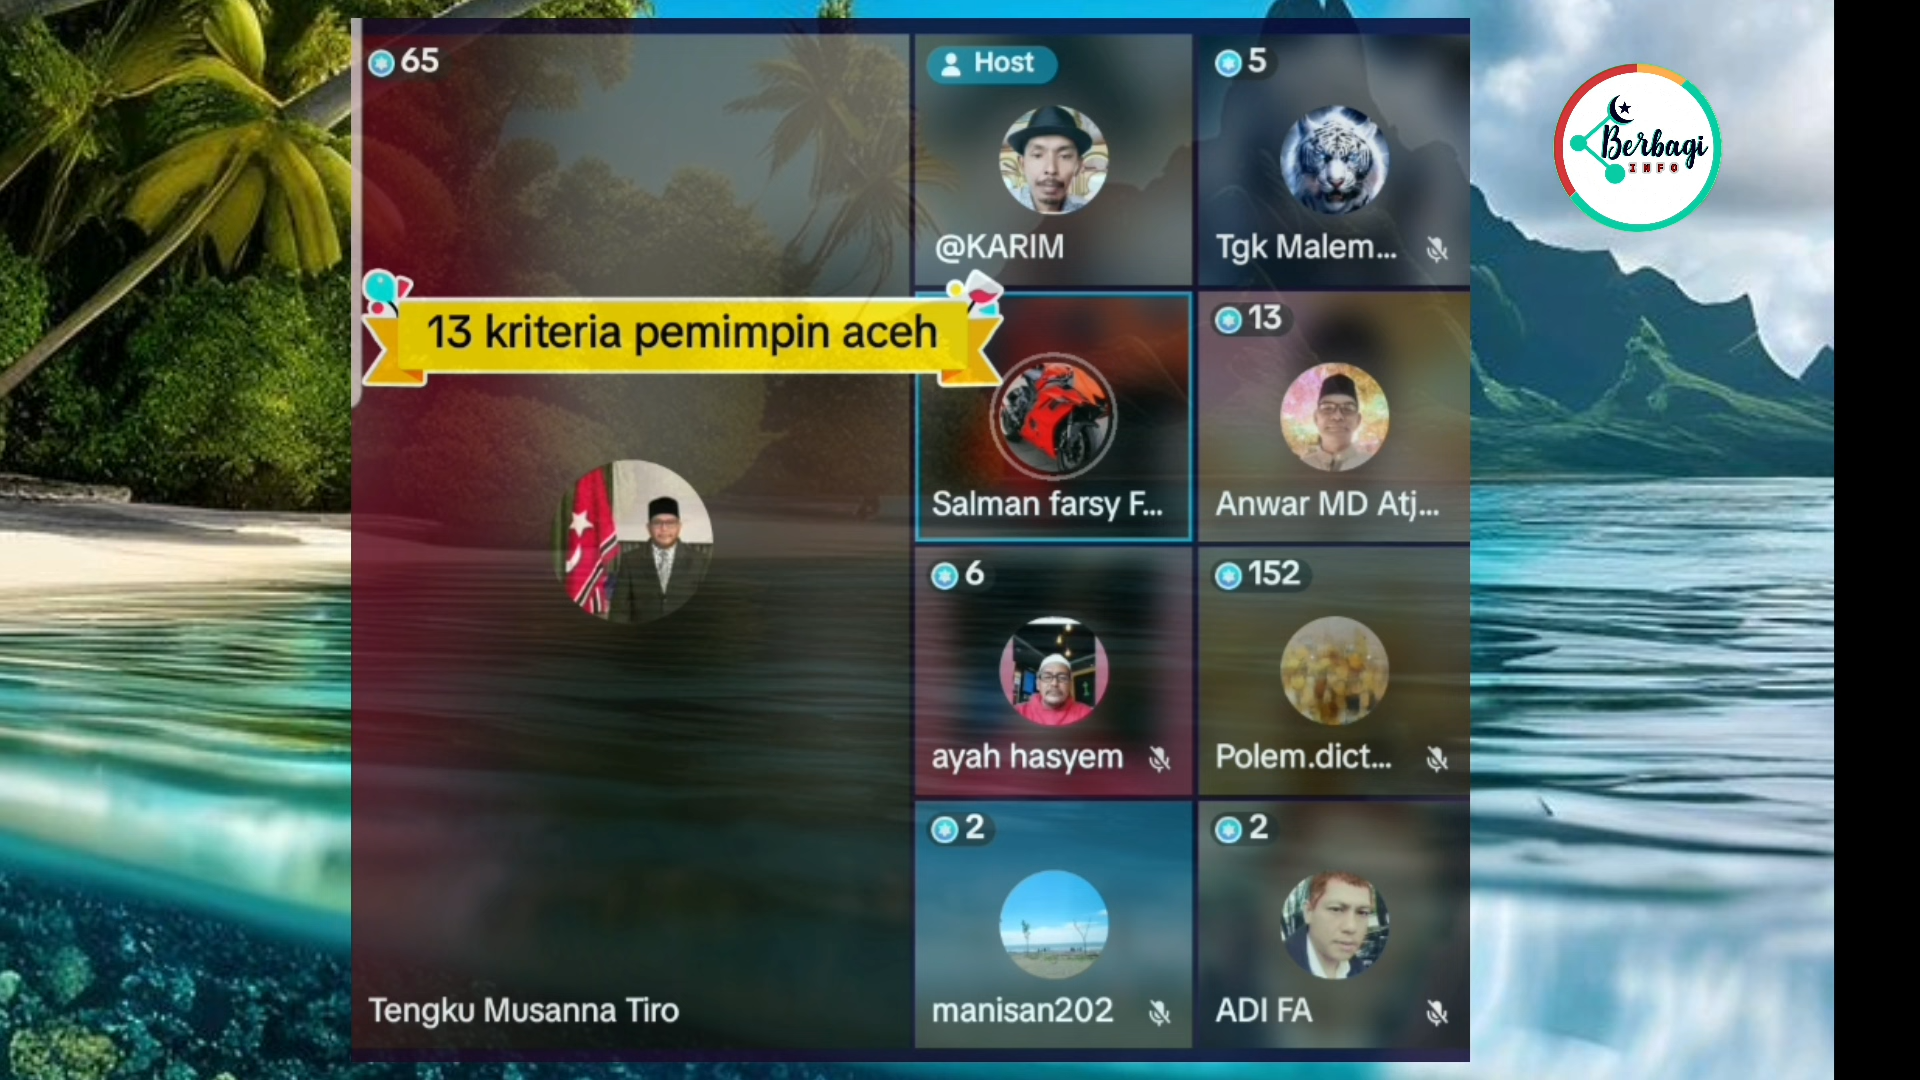 65
Host
5
Berbagi
INFO
@KARIM
Tgk Malem...
13 kriteria pemimpin aceh
13
Salman farsy F...
Anwar MD Atj...
6
152
ayah hasyem
Polem.dict...
2
2
Tengku Musanna Tiro
manisan202
ADI FA